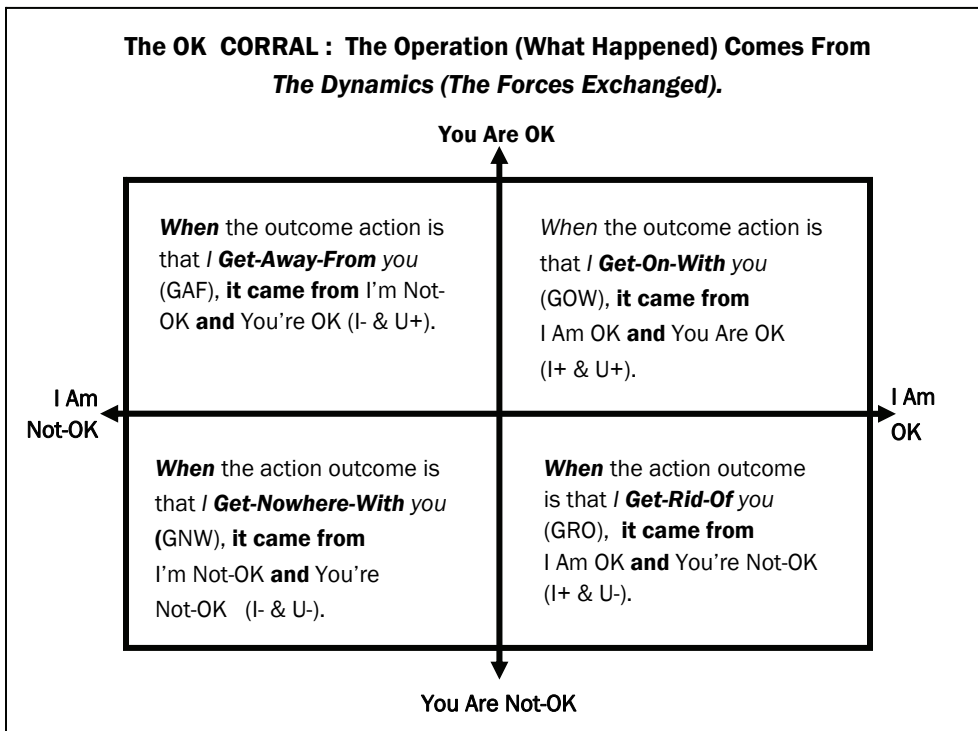 The OK CORRAL : The Operation (What Happened) Comes From
The Dynamics (The Forces Exchanged).
You Are OK
When the outcome action is
that I Get-Away-From you
(GAF), it came from I'm Not-
OK and You're OK (I- & U+).
When the outcome action is
that I Get-On-With you
(GOW), it came from
I Am OK and You Are OK
(I+ & U+).
I Am
Not-OK
I Am
OK
When the action outcome is
that I Get-Nowhere-With you
(GNW), it came from
I'm Not-OK and You're
Not-OK (I- & U-).
When the action outcome
is that I Get-Rid-Of you
(GRO), it came from
I Am OK and You're Not-OK
(I+ & U-).
You Are Not-OK